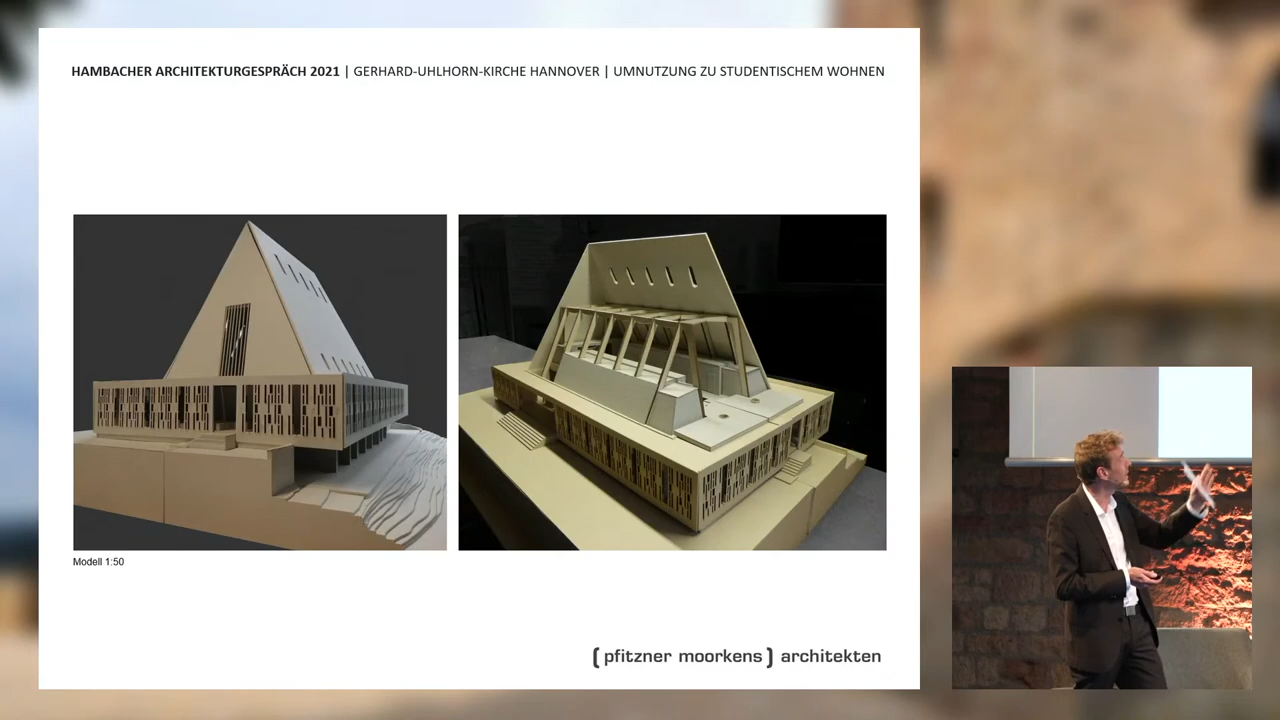 HAMBACHER ARCHITEKTURGESPRÄCH 2021 | GERHARD-UHLHORN-KIRCHE HANNOVER | UMNUTZUNG ZU STUDENTISCHEM WOHNEN
Modell 1:50
(pfitzner moorkens) architekten